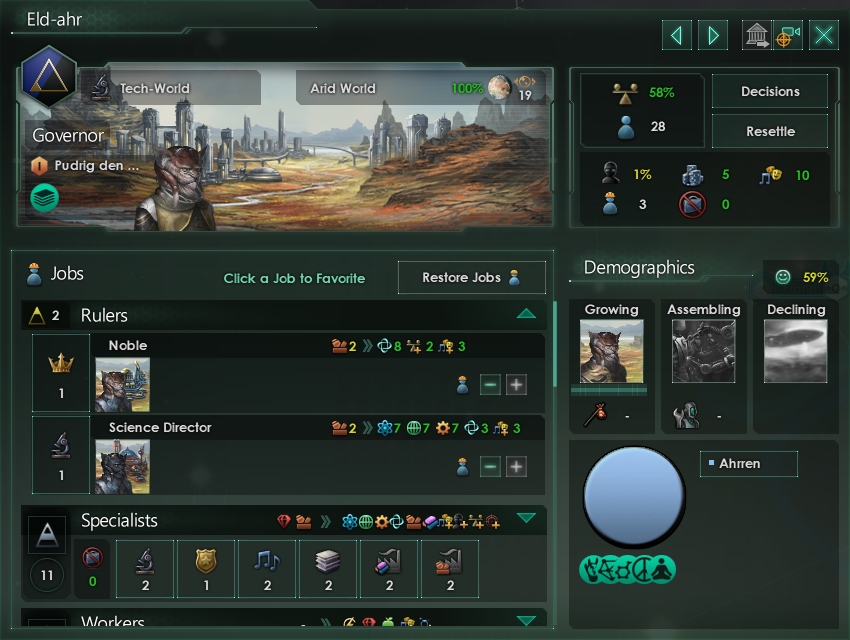 Eld-ahr
Tech-World
Arid World
100%
19
Governor
I
Pudrig den ...
58%
28
Decisions
Resettle
1%
5
10
3
0
Jobs
Click a Job to Favorite
Restore Jobs
2
Rulers
Noble
2
8
2
3
1
Science Director
2
7
7
7
3
3
1
Specialists
11
0
2
1
2
2
2
2
Workers
Demographics
59%
Growing
Assembling
Declining
-
-
Ahrren